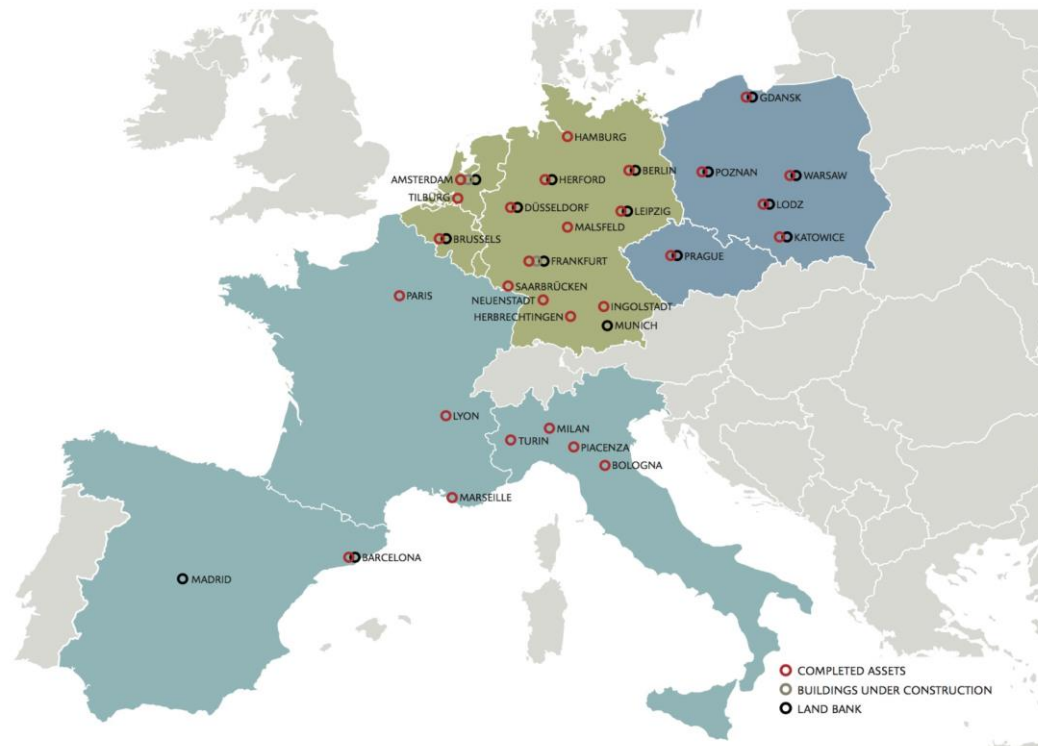 GDANSK
HAMBURG
BERLIN
POZNAN
WARSAW
AMSTERDAM
HERFORD
TILBURG
DÜSSELDORF
LEIPZIG
LODZ
MALSFELD
BRUSSELS
KATOWICE
PRAGUE
FRANKFURT
SAARBRÜCKEN
PARIS
NEUENSTADT
INGOLSTADT
HERBRECHTINGEN
MUNICH
LYON
MILAN
TURIN
PIACENZA
BOLOGNA
MARSEILLE
BARCELONA
MADRID
COMPLETED ASSETS
BUILDINGS UNDER CONSTRUCTION
LAND BANK